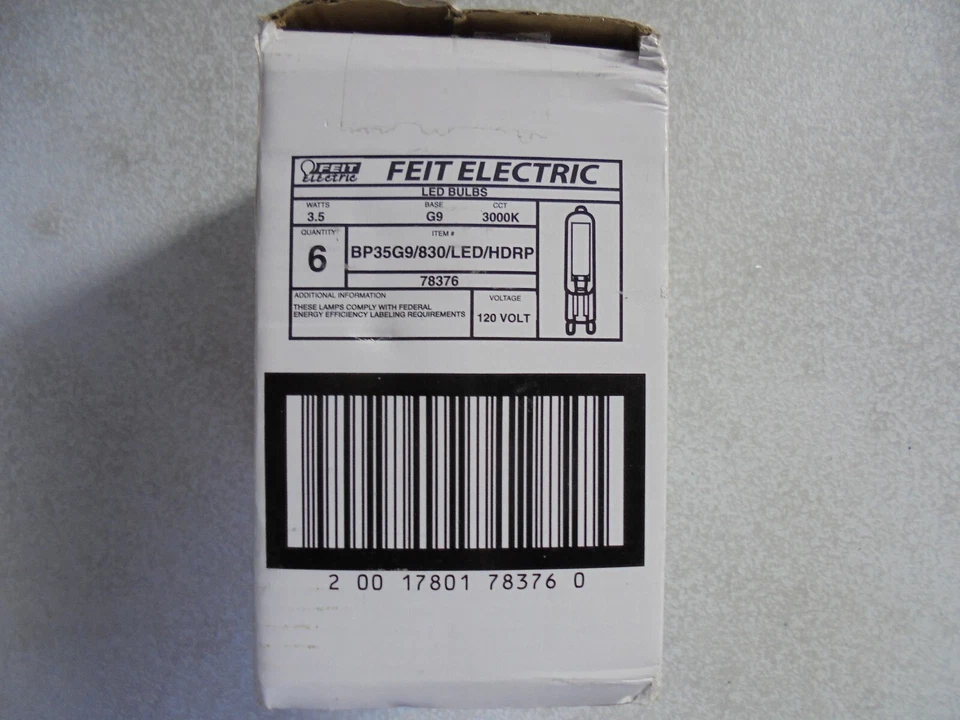 FEIT electric FEIT ELECTRIC
LED BULBS
WATTS BASE CCT
3.5 G9 3000K
QUANTITY ITEM #
6 BP35G9/830/LED/HDRP
78376
ADDITIONAL INFORMATION VOLTAGE
THESE LAMPS COMPLY WITH FEDERAL
ENERGY EFFICIENCY LABELING REQUIREMENTS 120 VOLT
2 00 17801 78376 0